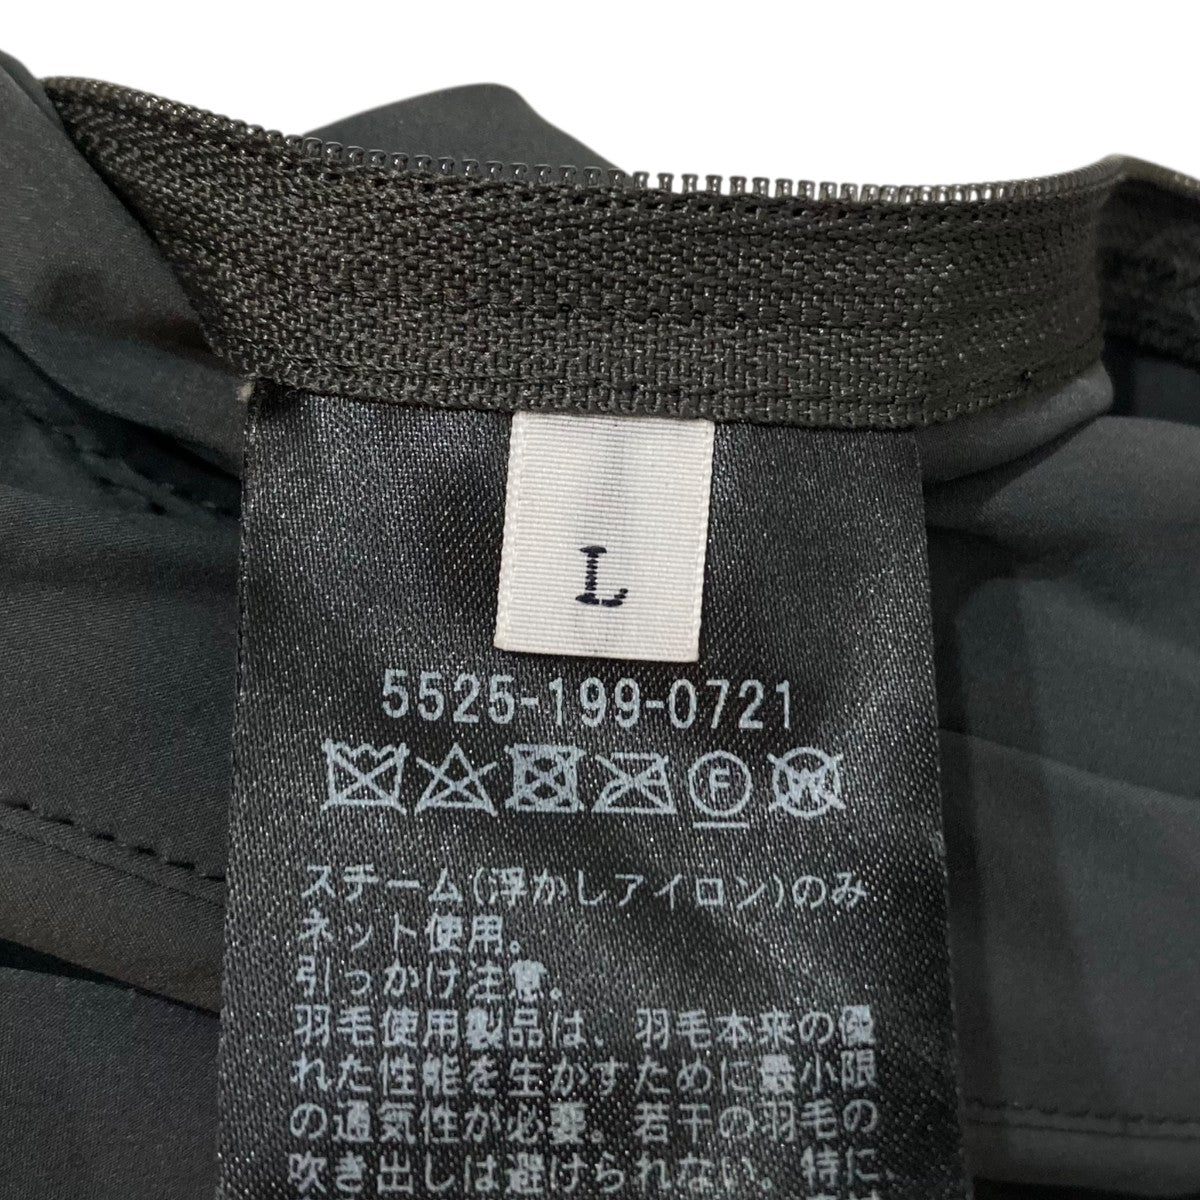 L
5525-199-0721
F
W
スチーム(浮かしアイロン)のみ
ネット使用。
引っかけ注意。
羽毛使用製品は、羽毛本来の優
れた性能を生かすために最小限
の通気性が必要。若干の羽毛の
吹き出しは避けられない。特に、